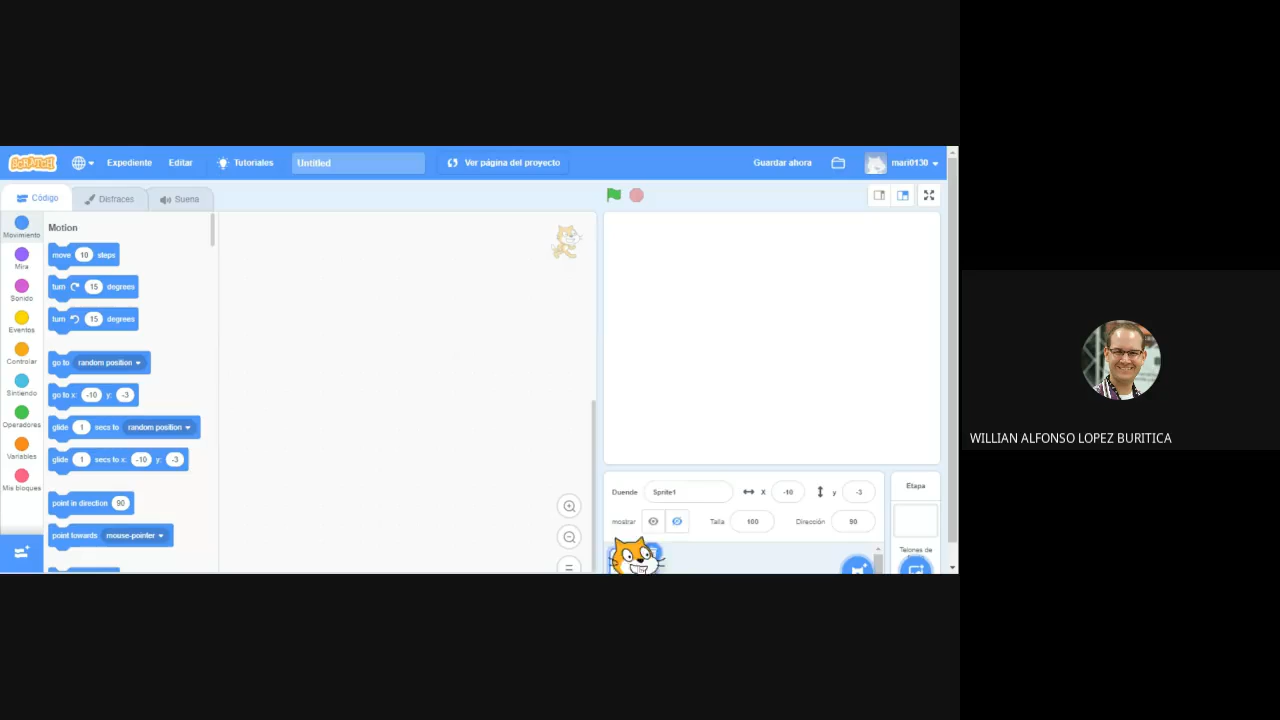 SCRATCH Expediente Editar Tutoriales Untitled Ver página del proyecto Guardar ahora mari0130
Código Disfraces Suena
Movimiento
Mira
Sonido
Eventos
Controlar
Sintiendo
Operadores
Variables
Mis bloques
Motion
move 10 steps
turn 15 degrees
turn 15 degrees
go to random position
go to x: -10 y: -3
glide 1 secs to random position
glide 1 secs to x: -10 y: -3
point in direction 90
point towards mouse-pointer
Duende Sprite1 x -10 y -3
mostrar Talla 100 Dirección 90
Etapa
Telones de
WILLIAN ALFONSO LOPEZ BURITICA